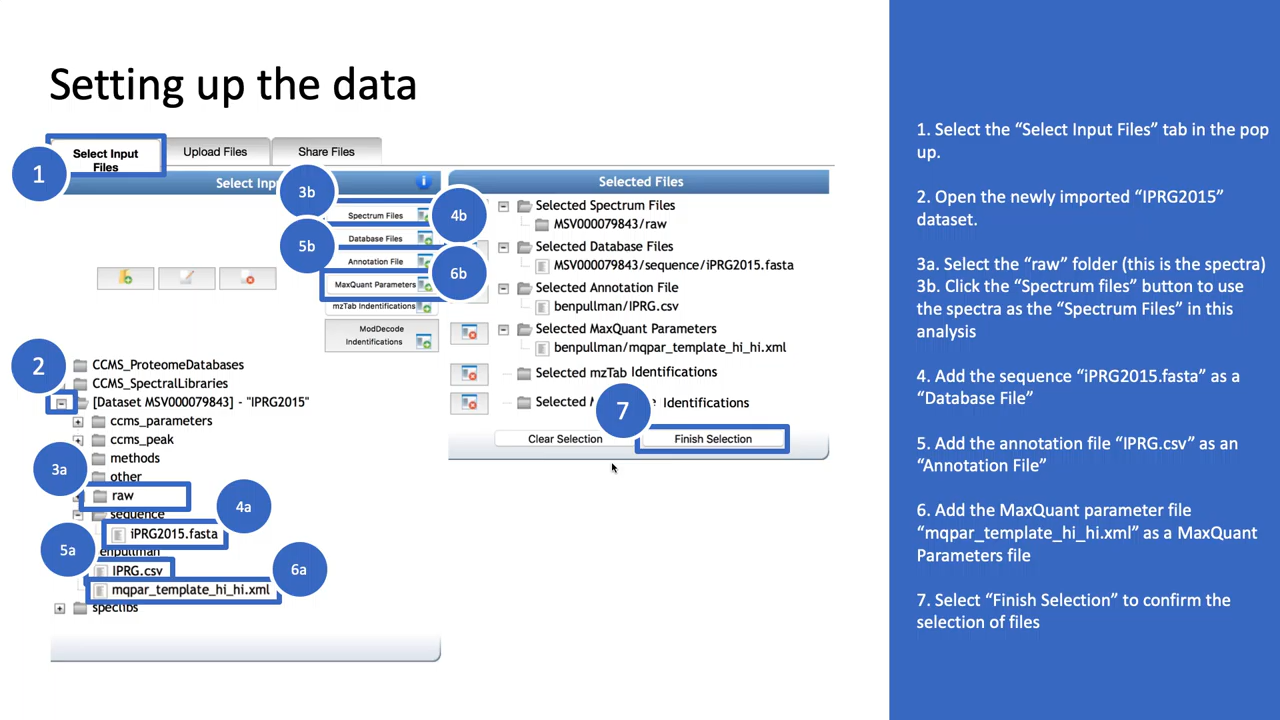 Setting up the data
Select Input
Files
Upload Files
Share Files
1
Select Inp
3b
Spectrum Files
4b
5b
Database Files
Annotation File
6b
MaxQuant Parameters
mzTab Indentifications
ModDecode
Indentifications
2
CCMS_ProteomeDatabases
CCMS_SpectralLibraries
[Dataset MSV000079843] - "IPRG2015"
ccms_parameters
ccms_peak
methods
3a
other
raw
sequence
4a
iPRG2015.fasta
5a
benpullman
IPRG.csv
6a
mqpar_template_hi_hi.xml
speclibs
Selected Files
Selected Spectrum Files
MSV000079843/raw
Selected Database Files
MSV000079843/sequence/iPRG2015.fasta
Selected Annotation File
benpullman/IPRG.csv
Selected MaxQuant Parameters
benpullman/mqpar_template_hi_hi.xml
Selected mzTab Identifications
Selected Identifications
7
Clear Selection
Finish Selection
1. Select the “Select Input Files” tab in the pop
up.
2. Open the newly imported “IPRG2015”
dataset.
3a. Select the “raw” folder (this is the spectra)
3b. Click the “Spectrum files” button to use
the spectra as the “Spectrum Files” in this
analysis
4. Add the sequence “iPRG2015.fasta” as a
“Database File”
5. Add the annotation file “IPRG.csv” as an
“Annotation File”
6. Add the MaxQuant parameter file
“mqpar_template_hi_hi.xml” as a MaxQuant
Parameters file
7. Select “Finish Selection” to confirm the
selection of files